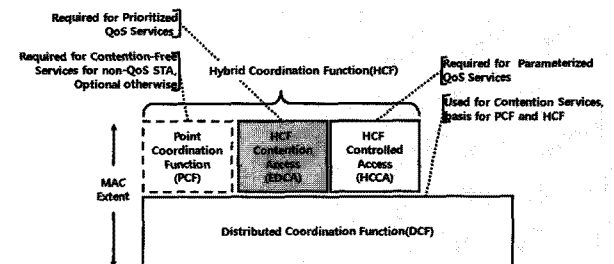 Required for Prioritized
QoS Services
Required for Contention-Free
Services for non-QoS STA,
Optional otherwise
Hybrid Coordination Function(HCF)
Required for Parameterized
QoS Services
Used for Contention Services,
basis for PCF and HCF
Point
Coordination
Function
(PCF)
HCF
Contention
Access
(EDCA)
HCF
Controlled
Access
(HCCA)
MAC
Extent
Distributed Coordination Function(DCF)